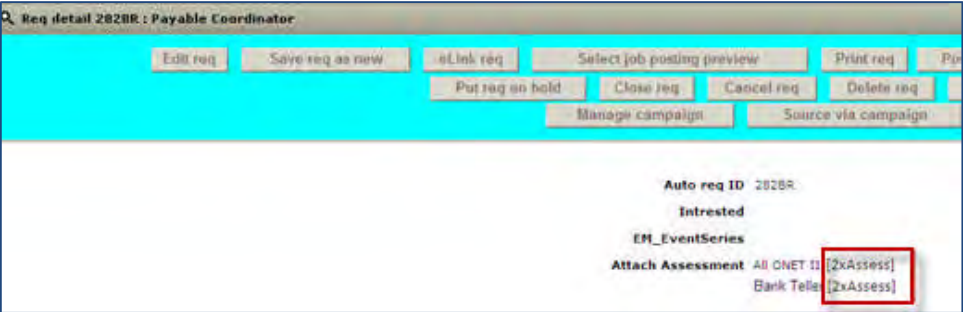 Req detail 2828R : Payable Coordinator
Edit req Save req as new eLink req Select job posting preview Print req
Put req on hold Close req Cancel req Delete req
Manage campaign Source via campaign
Auto req ID 2828R
Intrested
EM_EventSeries
Attach Assessment All ONET [2xAssess]
Bank Teller [2xAssess]